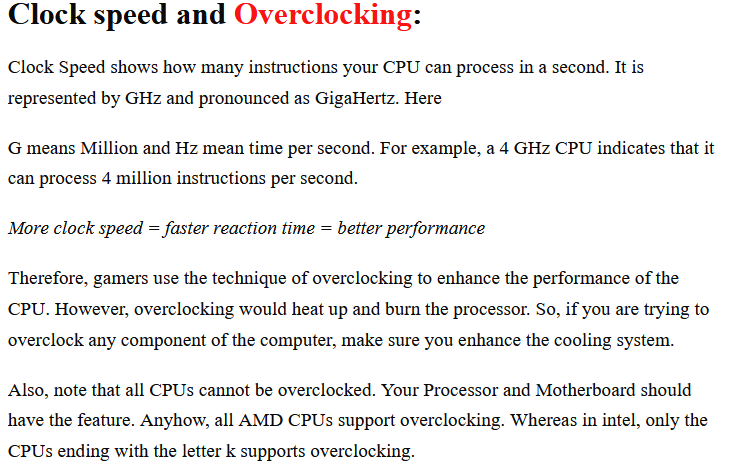 Clock speed and Overclocking:
Clock Speed shows how many instructions your CPU can process in a second. It is
represented by GHz and pronounced as GigaHertz. Here
G means Million and Hz mean time per second. For example, a 4 GHz CPU indicates that it
can process 4 million instructions per second.
More clock speed = faster reaction time = better performance
Therefore, gamers use the technique of overclocking to enhance the performance of the
CPU. However, overclocking would heat up and burn the processor. So, if you are trying to
overclock any component of the computer, make sure you enhance the cooling system.
Also, note that all CPUs cannot be overclocked. Your Processor and Motherboard should
have the feature. Anyhow, all AMD CPUs support overclocking. Whereas in intel, only the
CPUs ending with the letter k supports overclocking.